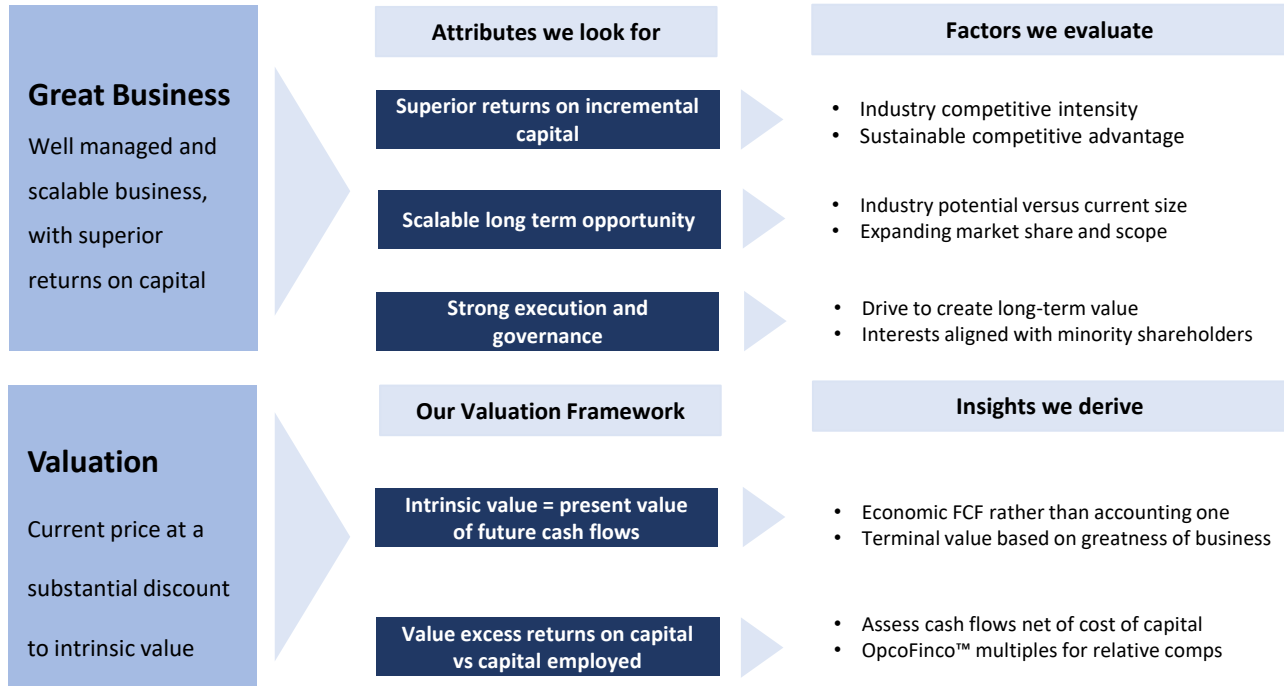 Great Business
Well managed and
scalable business,
with superior
returns on capital
Attributes we look for
Factors we evaluate
Superior returns on incremental
capital
• Industry competitive intensity
• Sustainable competitive advantage
Scalable long term opportunity
• Industry potential versus current size
• Expanding market share and scope
Strong execution and
governance
• Drive to create long-term value
• Interests aligned with minority shareholders
Valuation
Current price at a
substantial discount
to intrinsic value
Our Valuation Framework
Insights we derive
Intrinsic value = present value
of future cash flows
• Economic FCF rather than accounting one
• Terminal value based on greatness of business
Value excess returns on capital
vs capital employed
• Assess cash flows net of cost of capital
• OpcoFinco™ multiples for relative comps